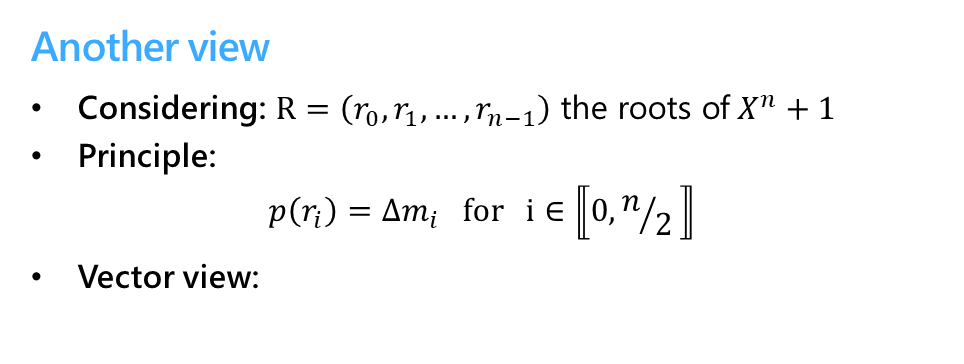 Another view
• Considering: R = (r₀, r₁, … , rₙ₋₁) the roots of Xⁿ + 1
• Principle:
p(rᵢ) = Δmᵢ for i ∈ ⟦0, n/2⟧
• Vector view: